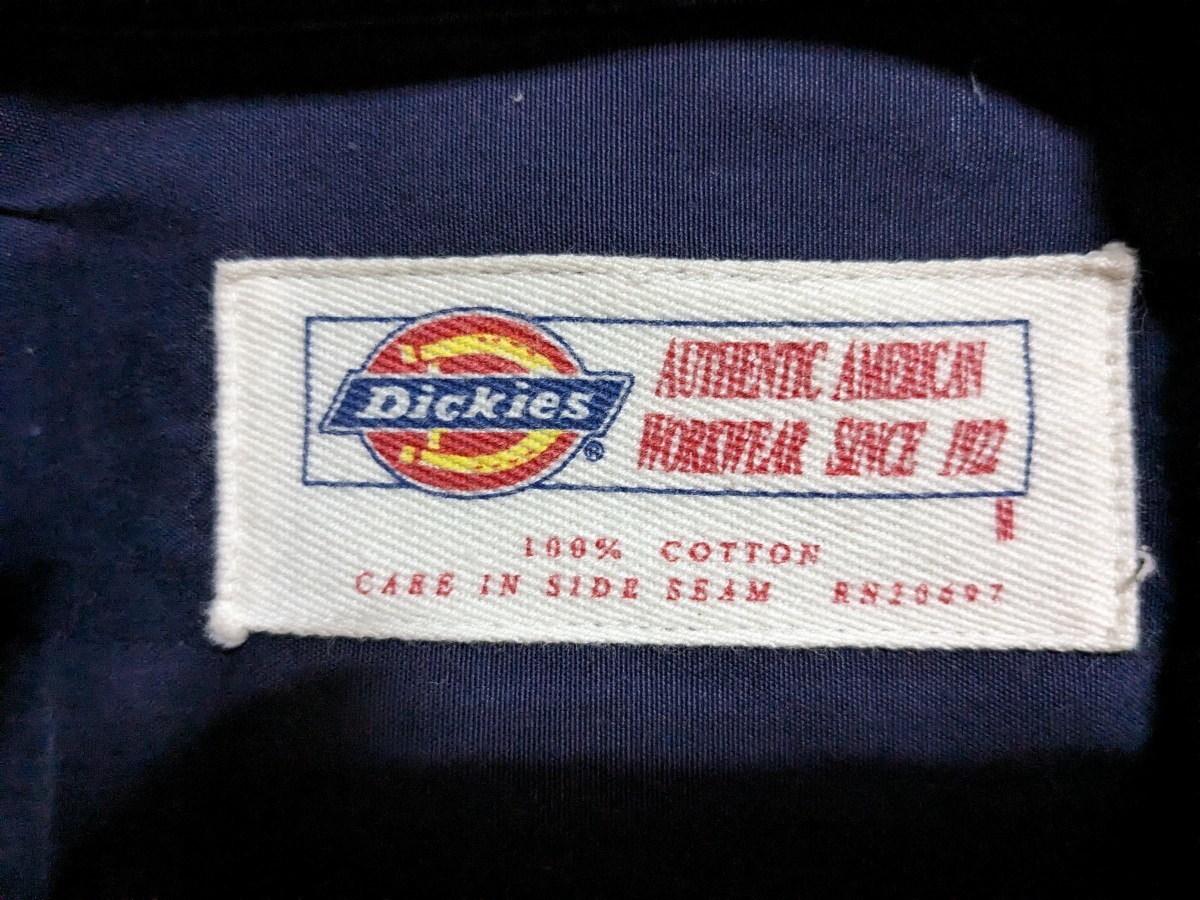 Dickies®
AUTHENTIC AMERICAN
WORKWEAR SINCE 1922
100% COTTON
CARE IN SIDE SEAM RN20697